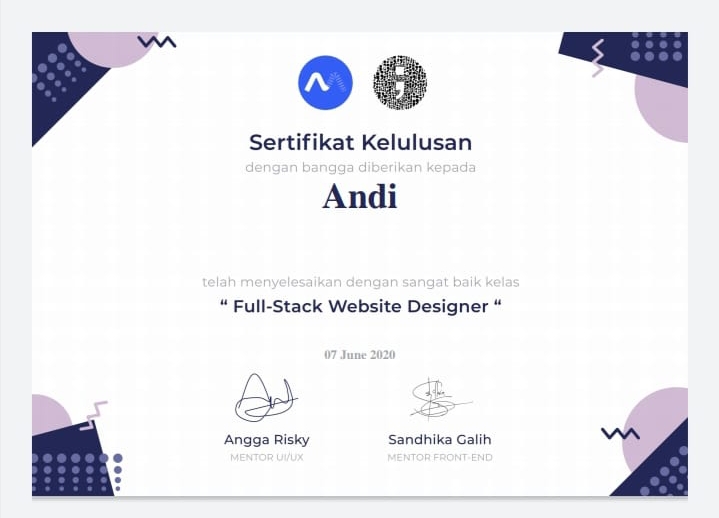 Sertifikat Kelulusan
dengan bangga diberikan kepada
Andi
telah menyelesaikan dengan sangat baik kelas
“ Full-Stack Website Designer “
07 June 2020
Angga Risky
MENTOR UI/UX
Sandhika Galih
MENTOR FRONT-END